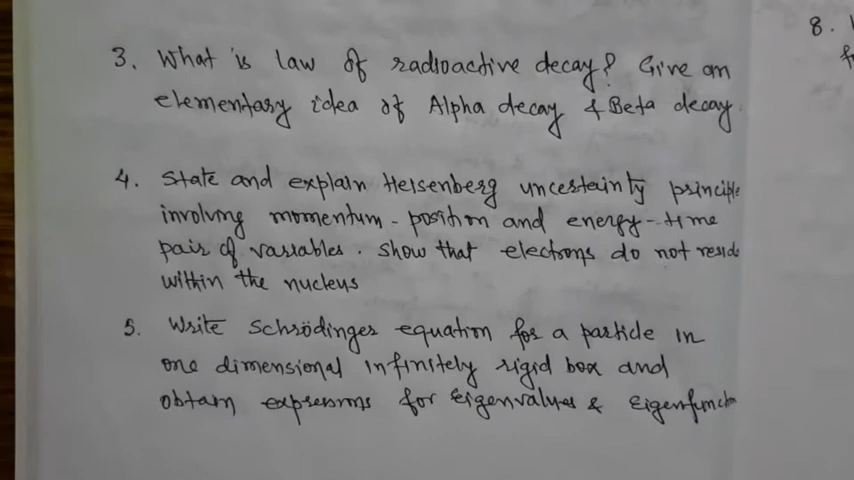 3. What is law of radioactive decay? Give an
elementary idea of Alpha decay & Beta decay.
4. State and explain Heisenberg uncertainty principle
involving momentum - position and energy - time
pair of variables. Show that electrons do not resid
within the nucleus
5. Write Schrödinger equation for a particle in
one dimensional infinitely rigid box and
obtain expressions for Eigenvalues & Eigenfunction
8.